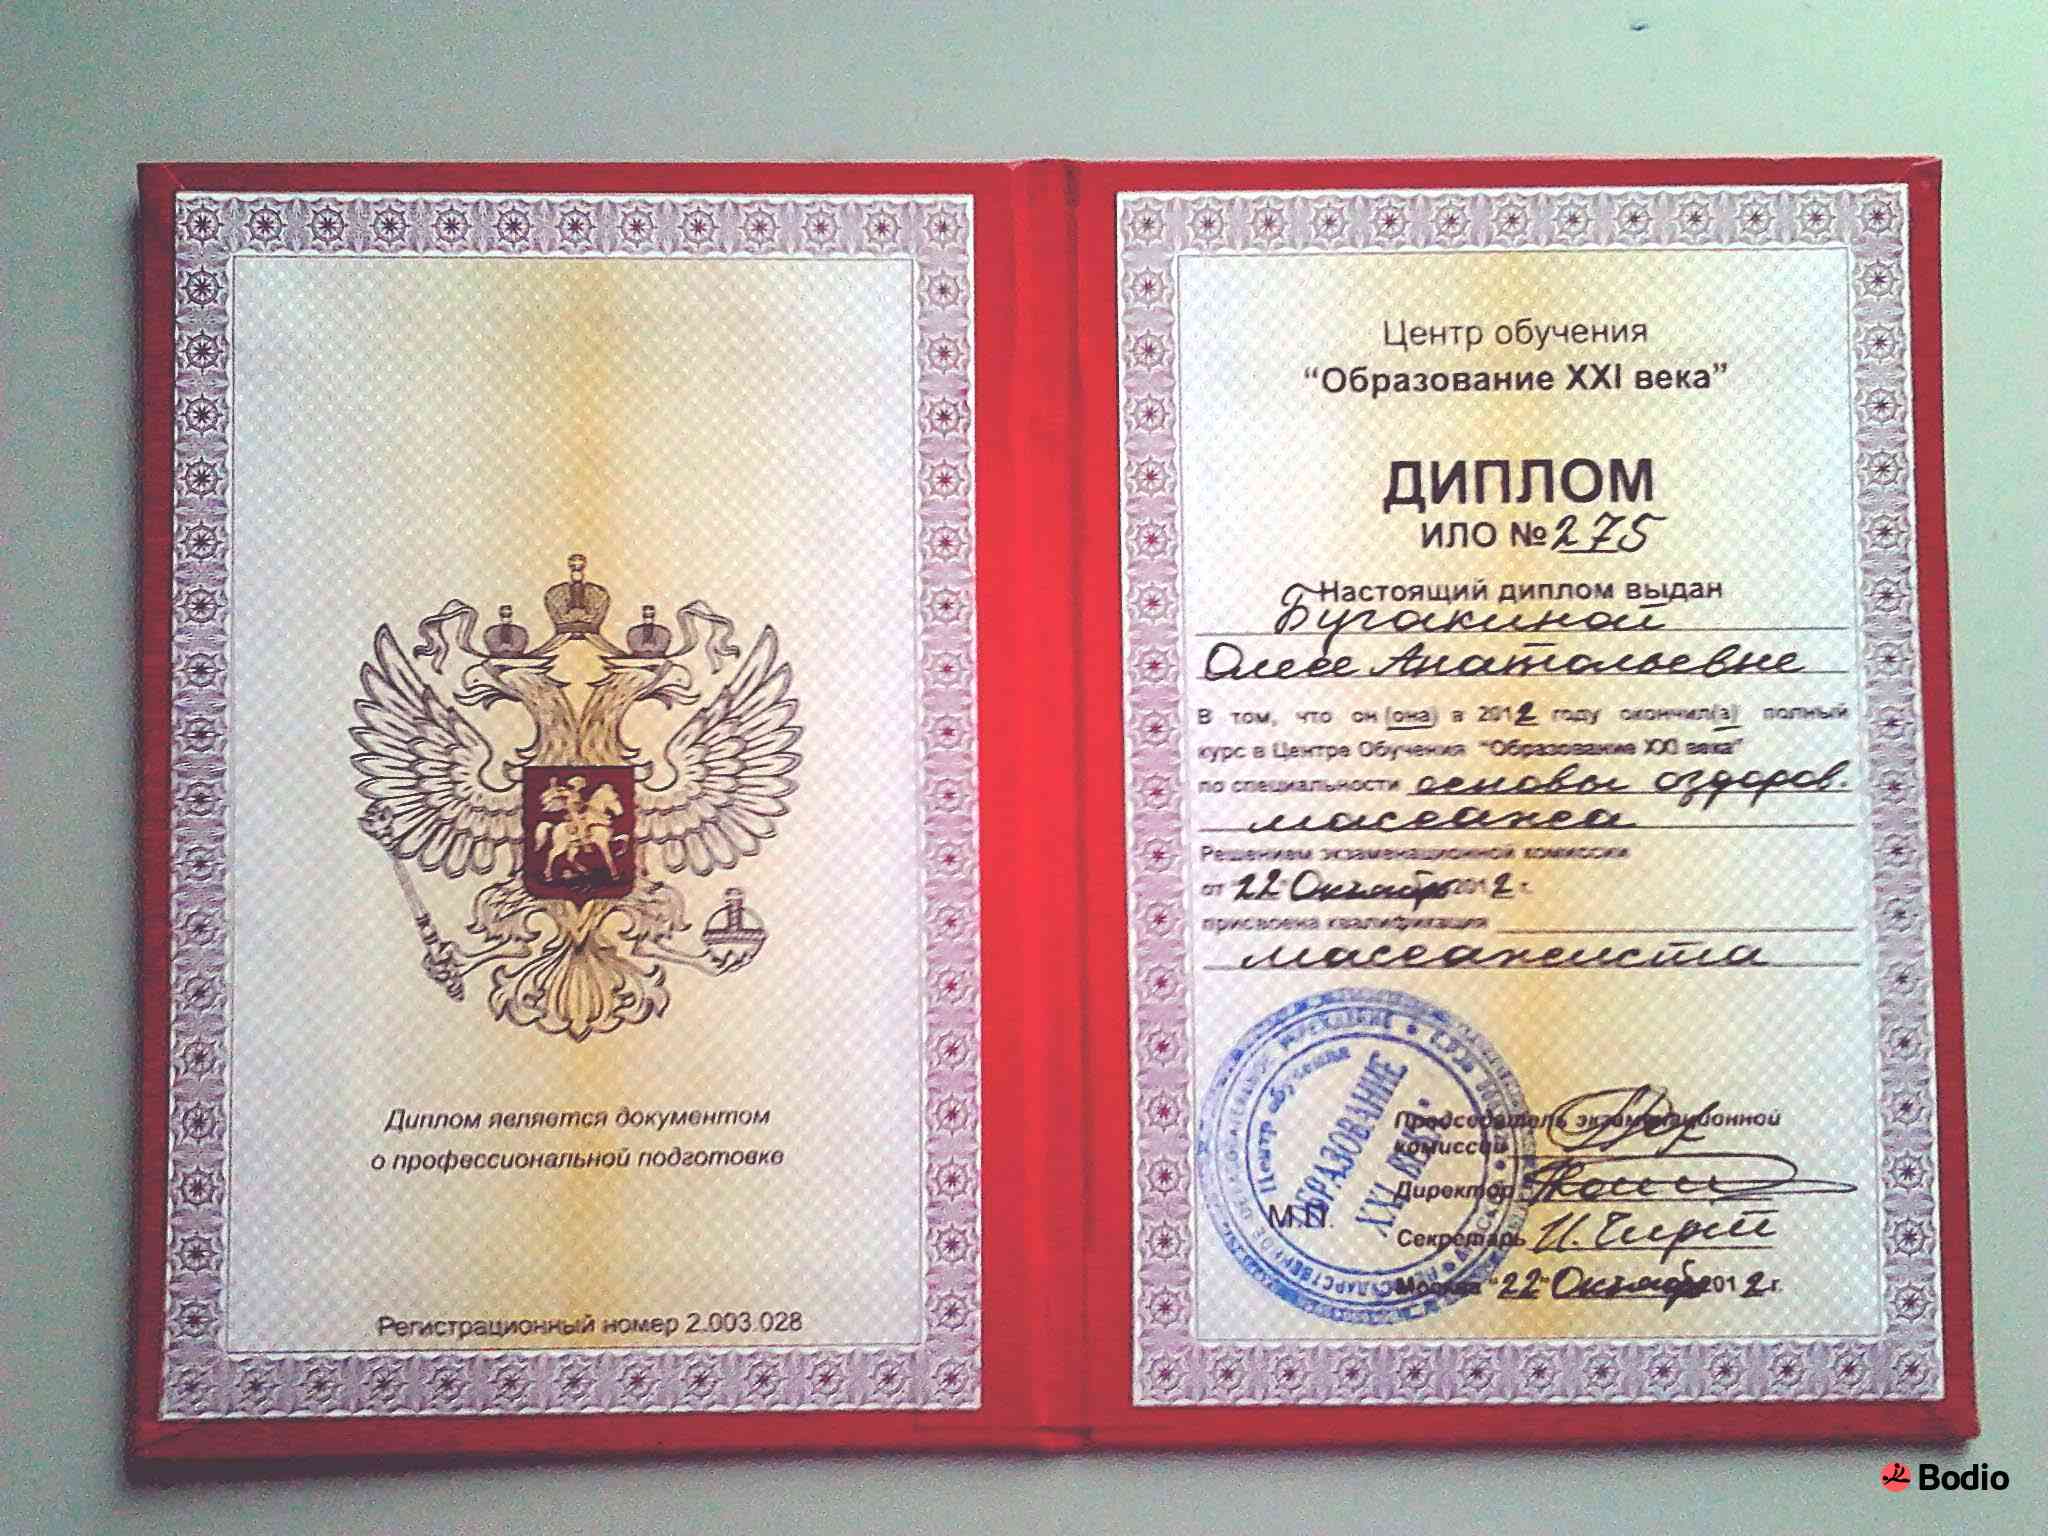 Диплом является документом
о профессиональной подготовке
Регистрационный номер 2.003.028
Центр обучения
“Образование XXI века”
ДИПЛОМ
ИЛО №275
Настоящий диплом выдан
Бугакиной
Олесе Анатольевне
В том, что он (она) в 2012 году окончил(а) полный
курс в Центре Обучения “Образование XXI века”
по специальности основы оздоров.
массажа
Решением экзаменационной комиссии
от "22" Октября 2012 г.
присвоена квалификация
массажиста
Центр обучения
ОБРАЗОВАНИЕ
XXI ВЕКА
Председатель экзаменационной
комиссии
Директор
М.П.
Секретарь
Москва "22" Октября 2012 г.
Bodio